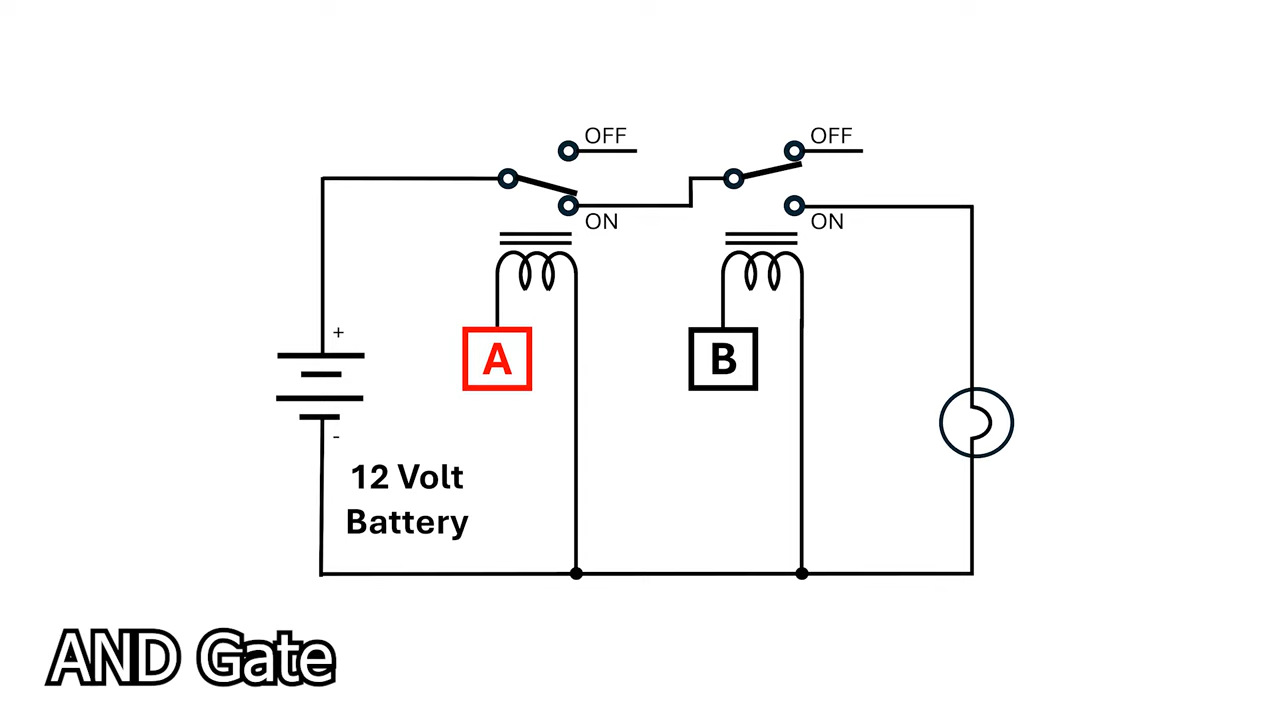 OFF
OFF
ON
ON
+
A
B
-
12 Volt
Battery
AND Gate